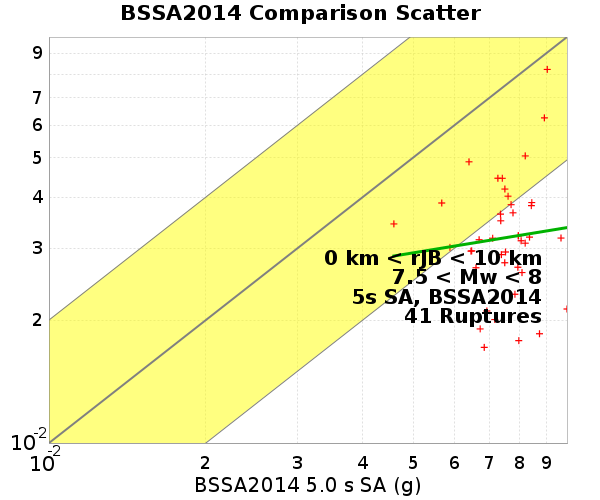 BSSA2014 Comparison Scatter
9
7
6
5
4
3
0 km < rJB < 10 km
7.5 < Mw < 8
5s SA, BSSA2014
41 Ruptures
2
10^-2
10^-2 2 3 4 5 6 7 8 9
BSSA2014 5.0 s SA (g)